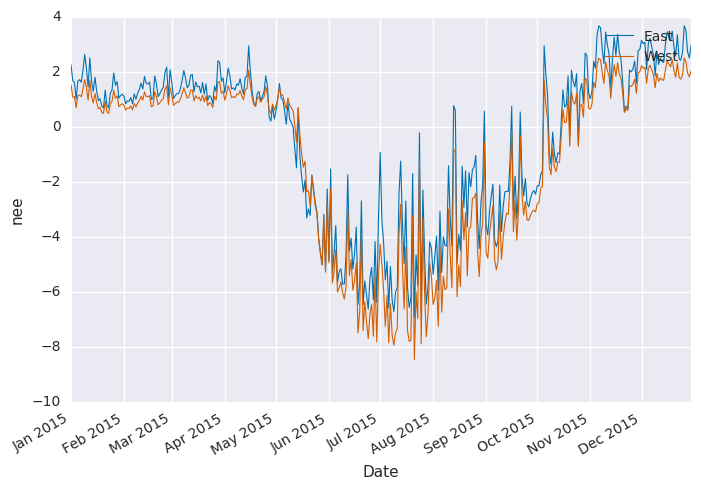 4
2
0
−2
−4
−6
−8
−10
nee
East
West
Jan 2015
Feb 2015
Mar 2015
Apr 2015
May 2015
Jun 2015
Jul 2015
Aug 2015
Sep 2015
Oct 2015
Nov 2015
Dec 2015
Date